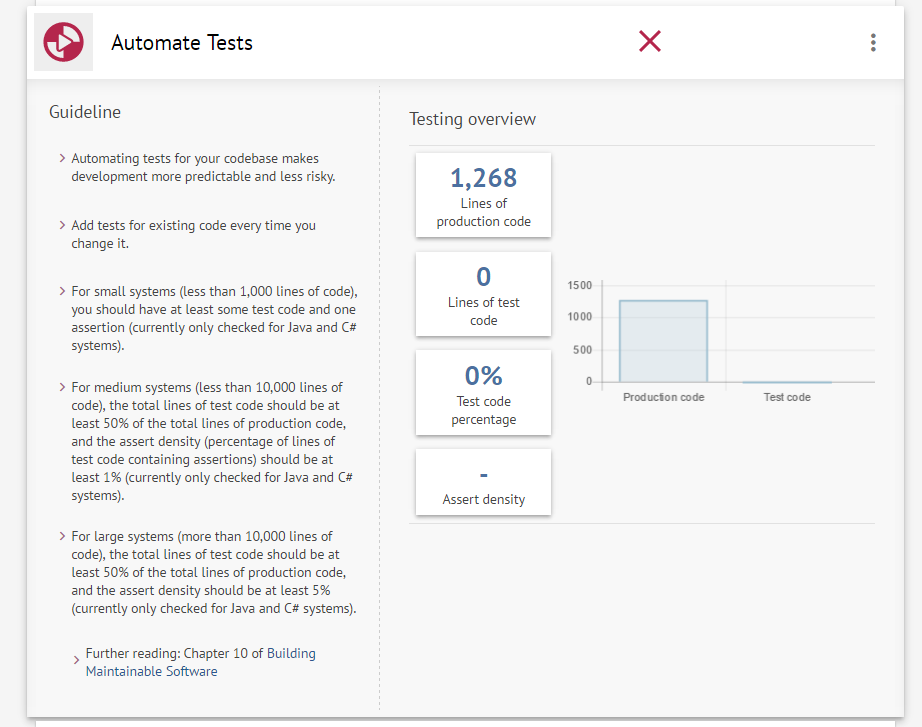 Automate Tests
Guideline
Automating tests for your codebase makes
development more predictable and less risky.
Add tests for existing code every time you
change it.
For small systems (less than 1,000 lines of code),
you should have at least some test code and one
assertion (currently only checked for Java and C#
systems).
For medium systems (less than 10,000 lines of
code), the total lines of test code should be at
least 50% of the total lines of production code,
and the assert density (percentage of lines of
test code containing assertions) should be at
least 1% (currently only checked for Java and C#
systems).
For large systems (more than 10,000 lines of
code), the total lines of test code should be at
least 50% of the total lines of production code,
and the assert density should be at least 5%
(currently only checked for Java and C# systems).
Further reading: Chapter 10 of Building
Maintainable Software
Testing overview
1,268
Lines of
production code
0
Lines of test
code
0%
Test code
percentage
-
Assert density
1500
1000
500
0
Production code
Test code